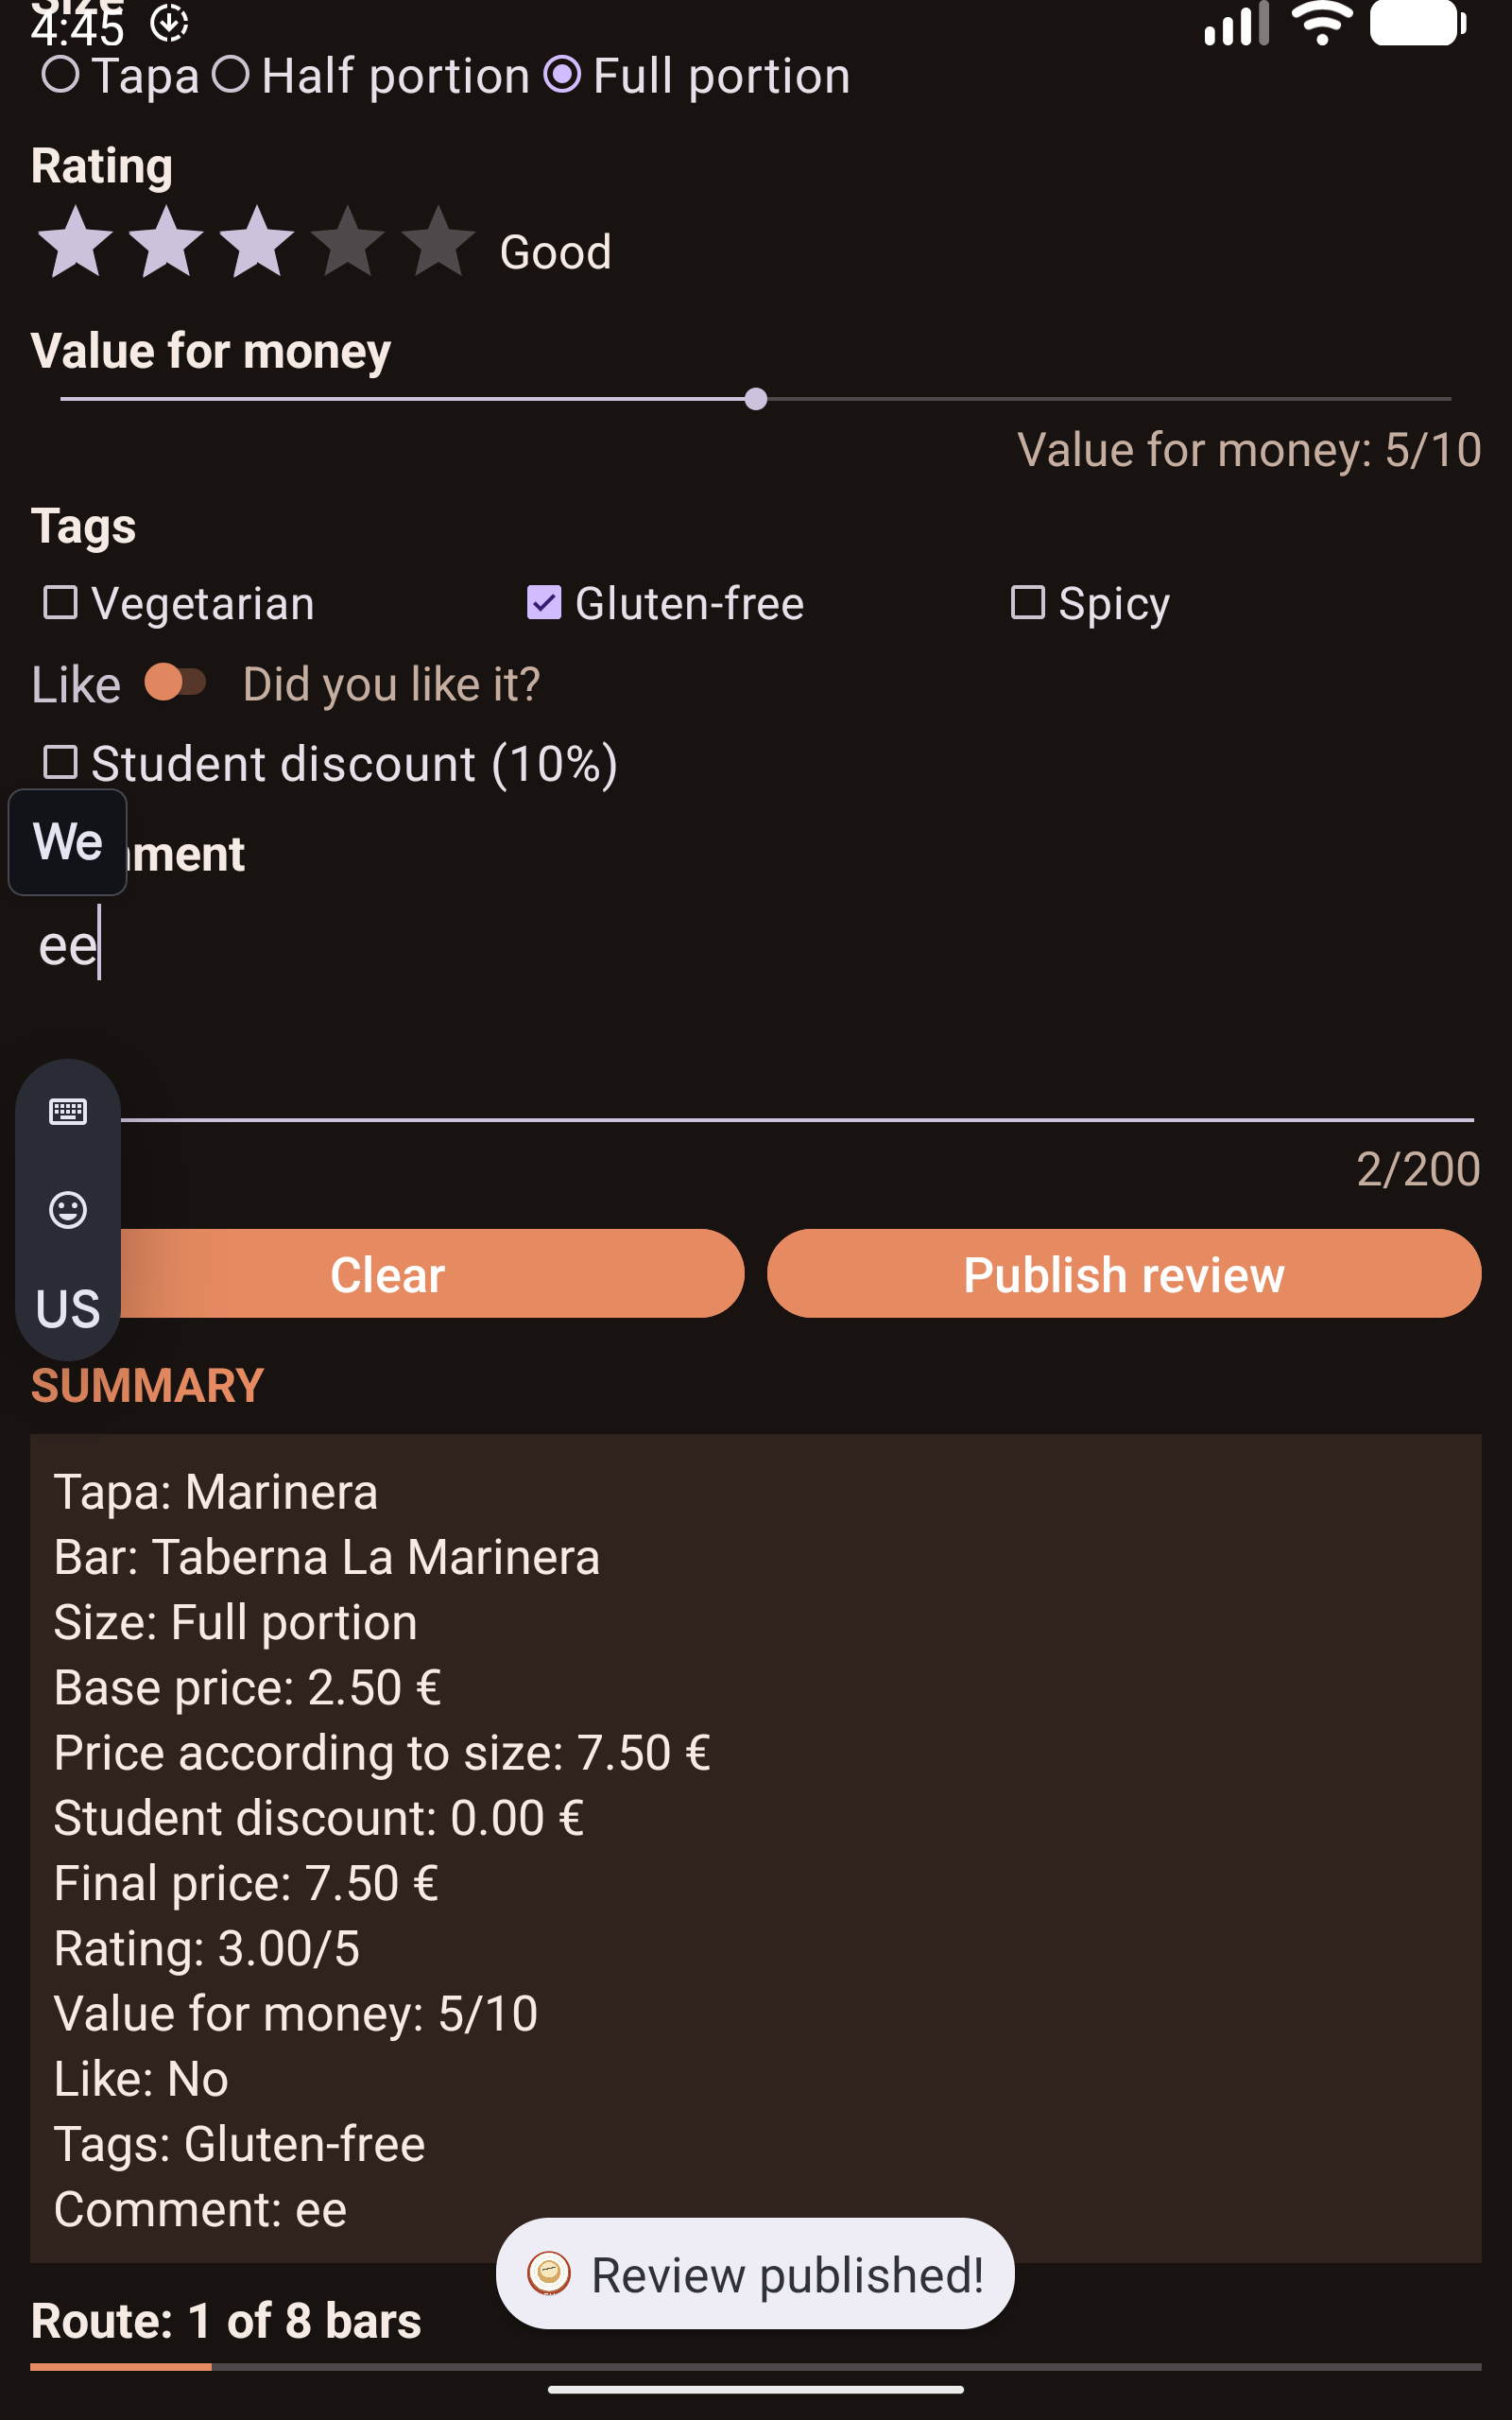 Size
4:45
Tapa Half portion Full portion
Rating
Good
Value for money
Value for money: 5/10
Tags
Vegetarian Gluten-free Spicy
Like Did you like it?
Student discount (10%)
We
ment
ee
2/200
Clear Publish review
US
SUMMARY
Tapa: Marinera
Bar: Taberna La Marinera
Size: Full portion
Base price: 2.50 €
Price according to size: 7.50 €
Student discount: 0.00 €
Final price: 7.50 €
Rating: 3.00/5
Value for money: 5/10
Like: No
Tags: Gluten-free
Comment: ee
Review published!
Route: 1 of 8 bars